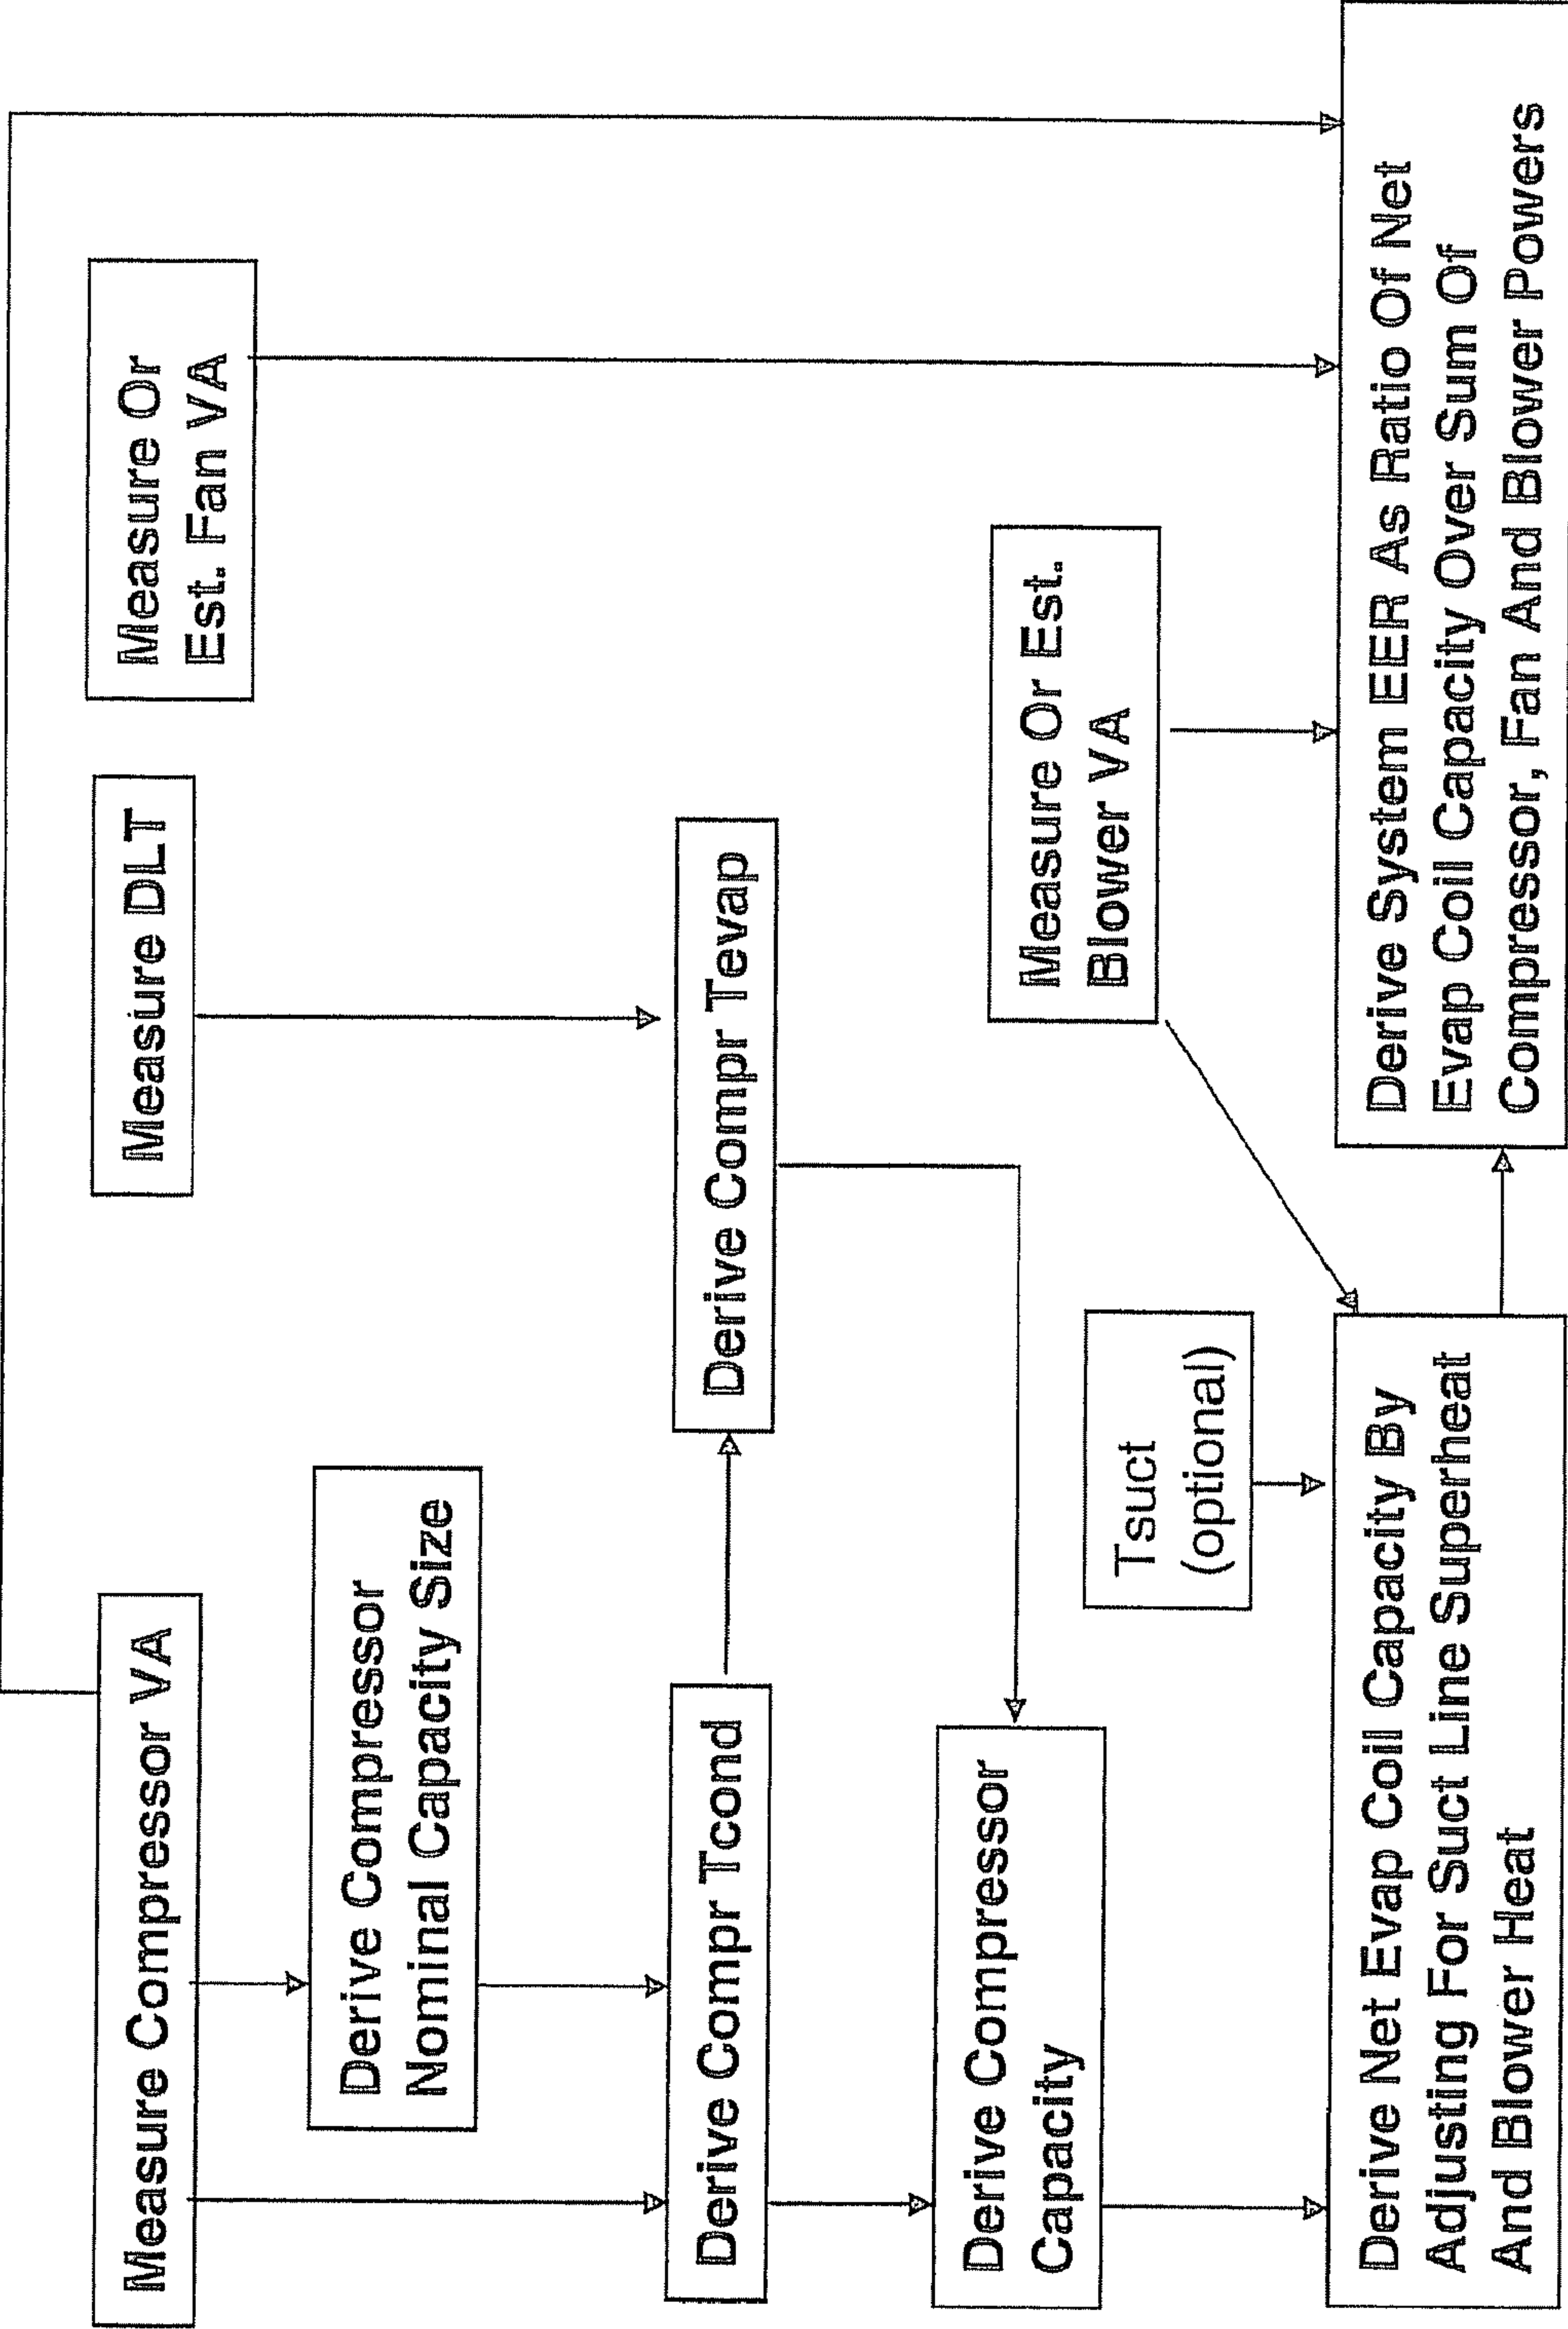 Measure Compressor VA
Measure DLT
Measure Or
Est. Fan VA
Derive Compressor
Nominal Capacity Size
Derive Compr Tcond
Derive Compr Tevap
Derive Compressor
Capacity
Measure Or Est.
Blower VA
Tsuct
(optional)
Derive Net Evap Coil Capacity By
Adjusting For Suct Line Superheat
And Blower Heat
Derive System EER As Ratio Of Net
Evap Coil Capacity Over Sum Of
Compressor, Fan And Blower Powers